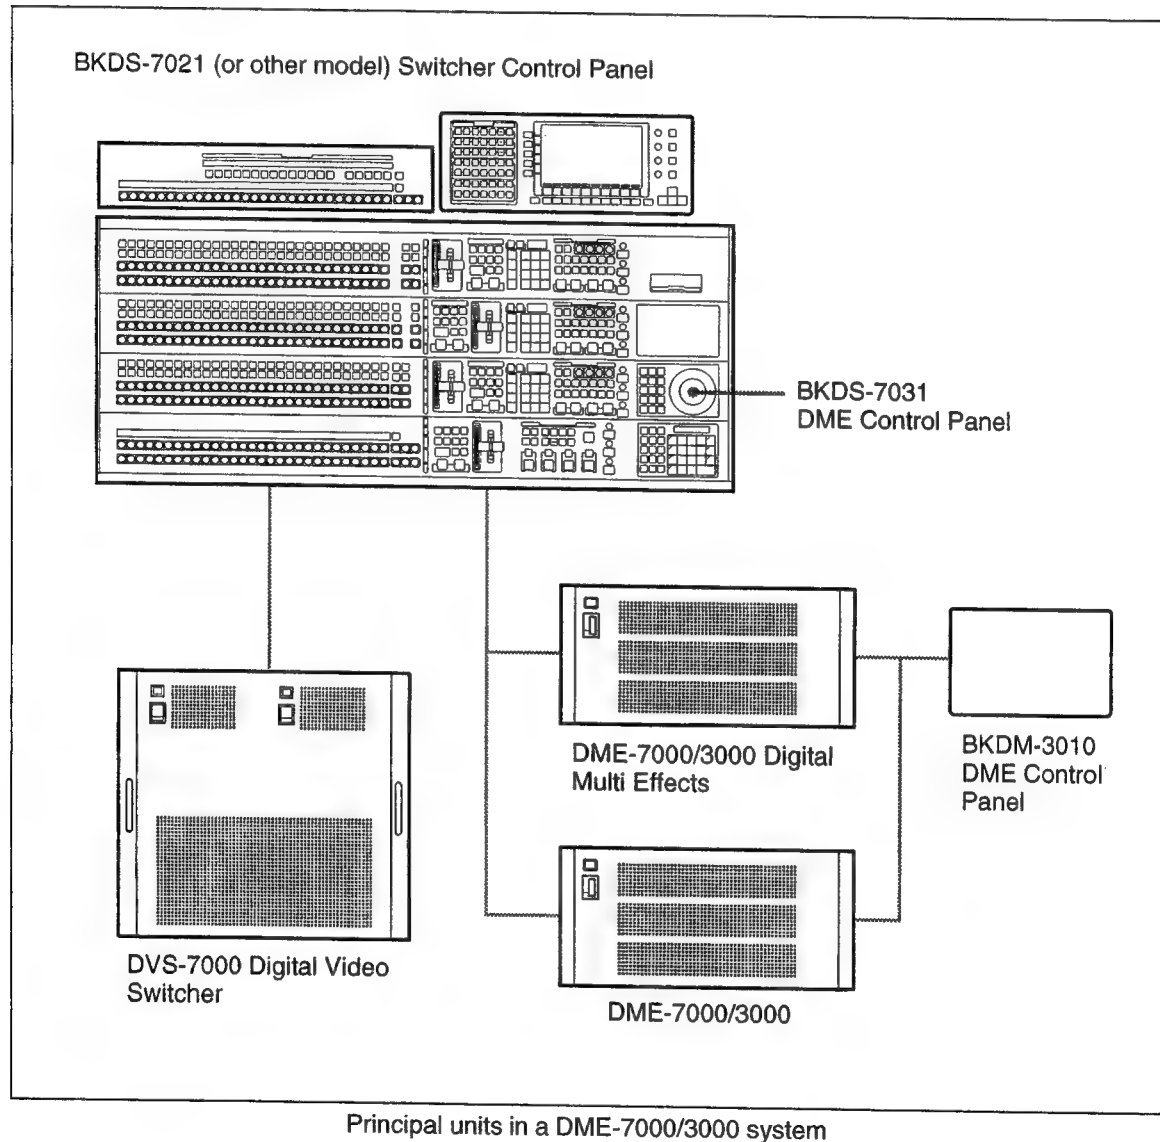 BKDS-7021 (or other model) Switcher Control Panel
BKDS-7031
DME Control Panel
DME-7000/3000 Digital
Multi Effects
BKDM-3010
DME Control
Panel
DVS-7000 Digital Video
Switcher
DME-7000/3000
Principal units in a DME-7000/3000 system